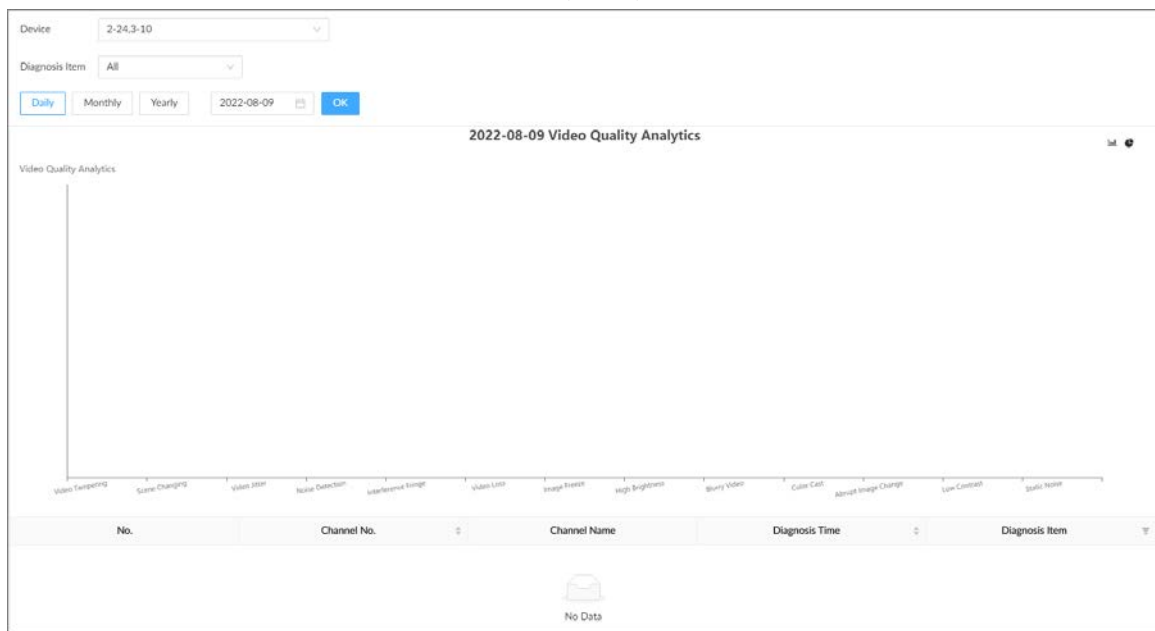 Device 2-24,3-10
Diagnosis Item All
Daily Monthly Yearly 2022-08-09 OK
2022-08-09 Video Quality Analytics
Video Quality Analytics
Video Tampering Scene Changing Video Jitter Noise Detection Interference Fringe Video Loss Image Freeze High Brightness Blurry Video Color Cast Abrupt Image Change Low Contrast Static Noise
No. Channel No. Channel Name Diagnosis Time Diagnosis Item
No Data